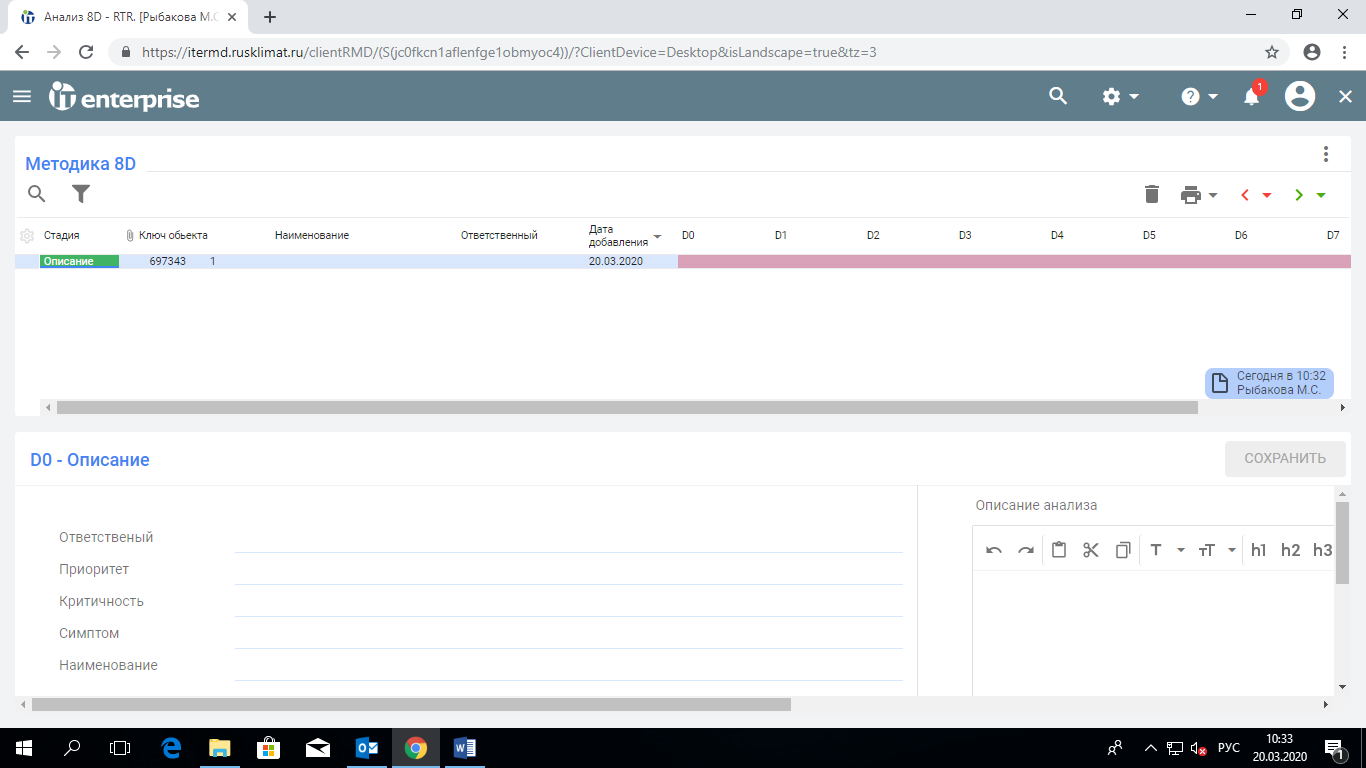 Анализ 8D - RTR. [Рыбакова М.С
https://itermd.rusklimat.ru/clientRMD/(S(jc0fkcn1aflenfge1obmyoc4))/?ClientDevice=Desktop&isLandscape=true&tz=3
it enterprise
1
Методика 8D
Стадия Ключ обьекта Наименование Ответственный Дата добавления D0 D1 D2 D3 D4 D5 D6 D7
Описание 697343 1 20.03.2020
Сегодня в 10:32
Рыбакова М.С.
D0 - Описание
СОХРАНИТЬ
Описание анализа
Ответственый
Приоритет
Критичность
Симптом
Наименование
T тT h1 h2 h3
РУС
10:33
20.03.2020
1